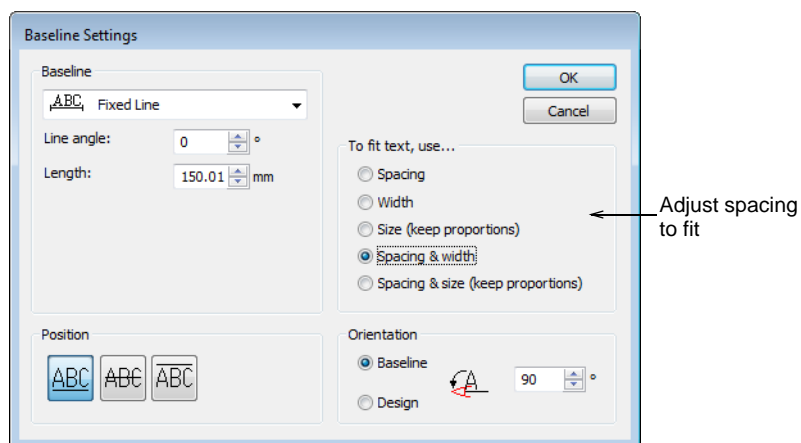 Baseline Settings
Baseline
ABC Fixed Line
Line angle: 0 °
Length: 150.01 mm
OK
Cancel
To fit text, use...
Spacing
Width
Size (keep proportions)
Spacing & width
Spacing & size (keep proportions)
Adjust spacing
to fit
Position
ABC ABC ABC
Orientation
Baseline
A 90 °
Design